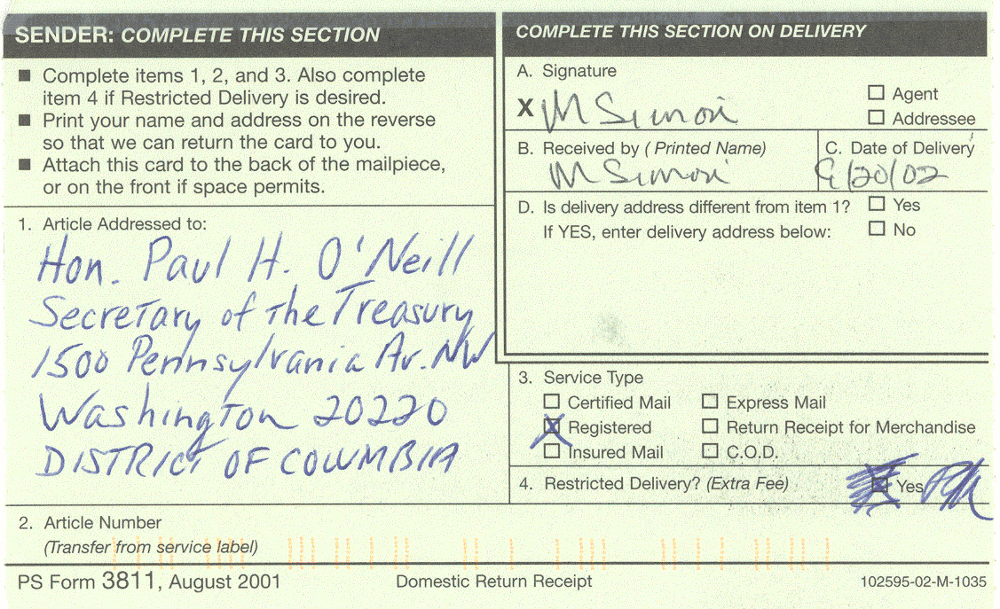 SENDER: COMPLETE THIS SECTION
■ Complete items 1, 2, and 3. Also complete
item 4 if Restricted Delivery is desired.
■ Print your name and address on the reverse
so that we can return the card to you.
■ Attach this card to the back of the mailpiece,
or on the front if space permits.
1. Article Addressed to:
Hon. Paul H. O'Neill
Secretary of the Treasury
1500 Pennsylvania Av. NW
Washington 20220
DISTRICT OF COLUMBIA
2. Article Number
(Transfer from service label)
COMPLETE THIS SECTION ON DELIVERY
A. Signature
X M Simon
Agent
Addressee
B. Received by (Printed Name)
M Simon
C. Date of Delivery
9/20/02
D. Is delivery address different from item 1?
Yes
If YES, enter delivery address below:
No
3. Service Type
Certified Mail
Express Mail
Registered
Return Receipt for Merchandise
Insured Mail
C.O.D.
4. Restricted Delivery? (Extra Fee)
Yes
PS Form 3811, August 2001
Domestic Return Receipt
102595-02-M-1035